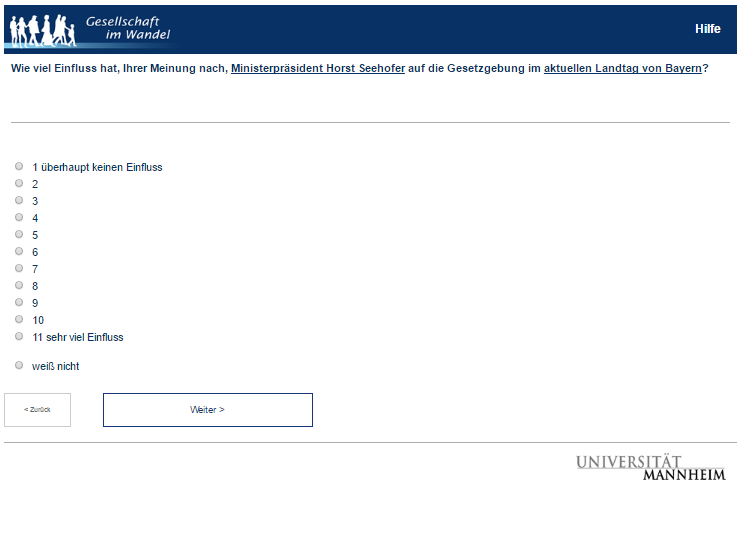 Gesellschaft
im Wandel
Hilfe
Wie viel Einfluss hat, Ihrer Meinung nach, Ministerpräsident Horst Seehofer auf die Gesetzgebung im aktuellen Landtag von Bayern?
1 überhaupt keinen Einfluss
2
3
4
5
6
7
8
9
10
11 sehr viel Einfluss
weiß nicht
< Zurück
Weiter >
UNIVERSITÄT
MANNHEIM